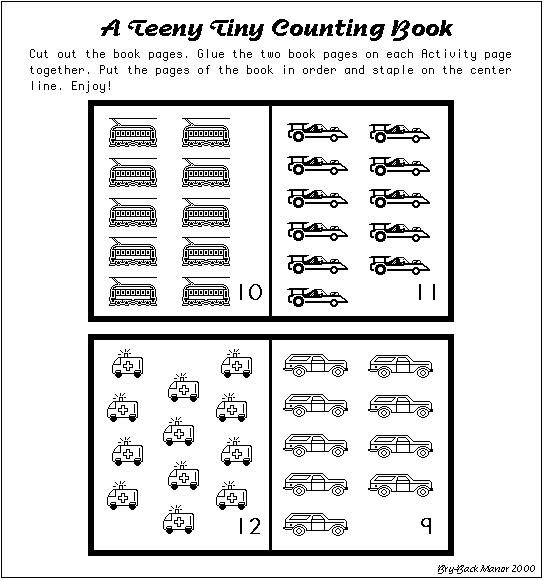 A Teeny Tiny Counting Book
Cut out the book pages. Glue the two book pages on each Activity page
together. Put the pages of the book in order and staple on the center
line. Enjoy!
10
11
12
9
Bry-Back Manor 2000